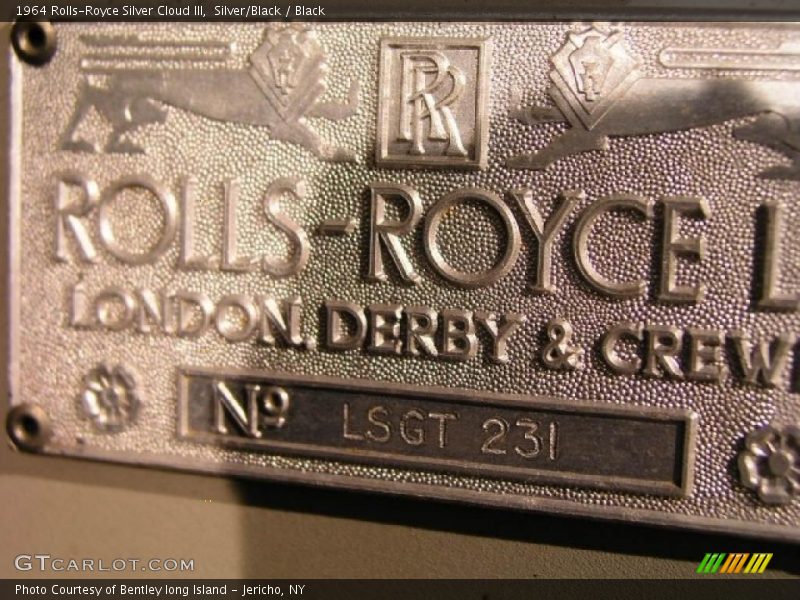 1964 Rolls-Royce Silver Cloud III, Silver/Black / Black
RR
ROLLS-ROYCE L
LONDON. DERBY & CREW
Nº LSGT 231
GTCARLOT.COM
Photo Courtesy of Bentley long Island - Jericho, NY